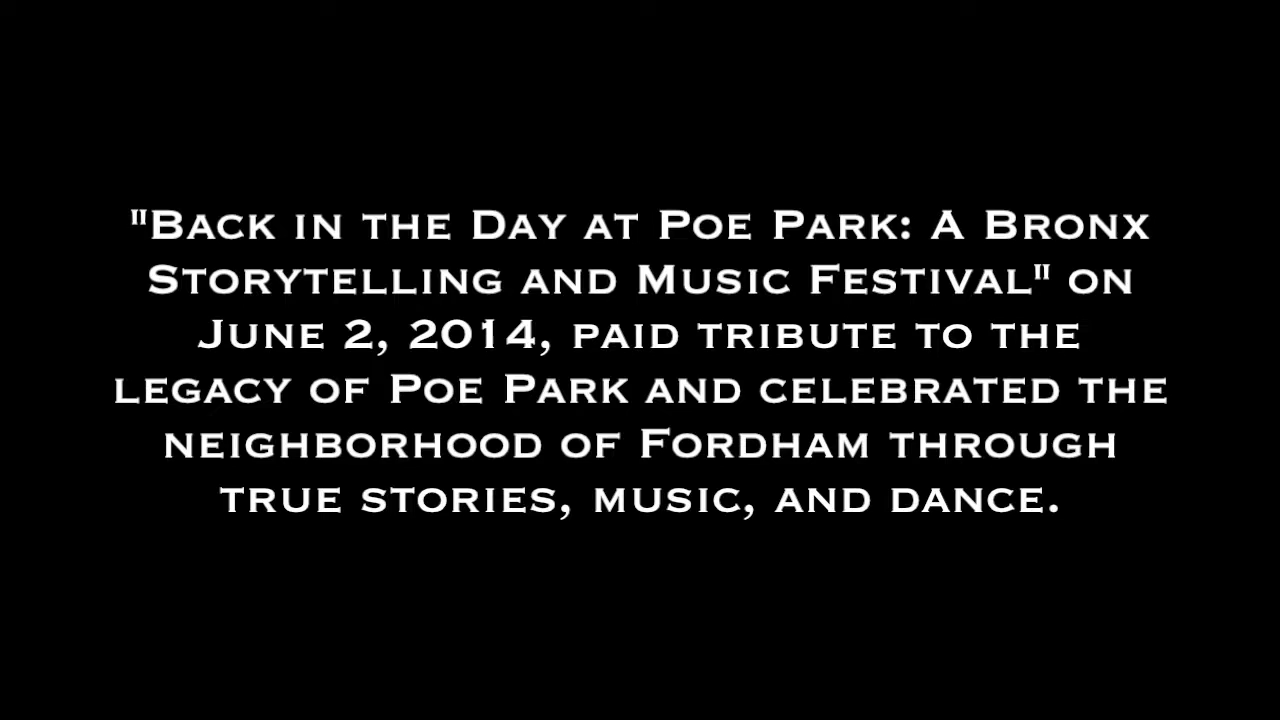 "Back in the Day at Poe Park: A Bronx
Storytelling and Music Festival" on
June 2, 2014, paid tribute to the
legacy of Poe Park and celebrated the
neighborhood of Fordham through
true stories, music, and dance.